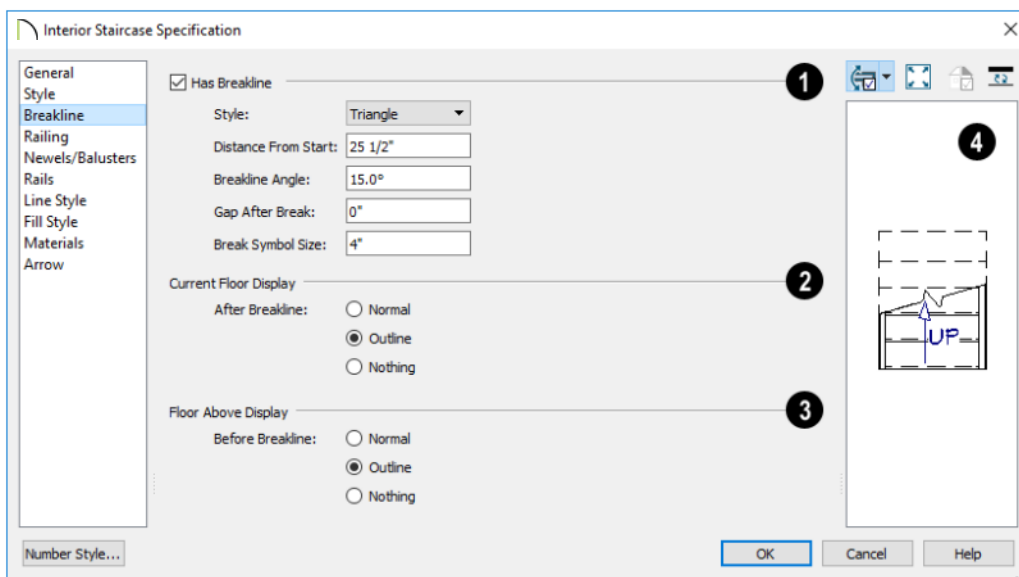 Interior Staircase Specification
General
Style
Breakline
Railing
Newels/Balusters
Rails
Line Style
Fill Style
Materials
Arrow
Has Breakline
1
Style: Triangle
Distance From Start: 25 1/2"
Breakline Angle: 15.0°
Gap After Break: 0"
Break Symbol Size: 4"
Current Floor Display
2
After Breakline: Normal
Outline
Nothing
Floor Above Display
3
Before Breakline: Normal
Outline
Nothing
4
UP
Number Style...
OK
Cancel
Help